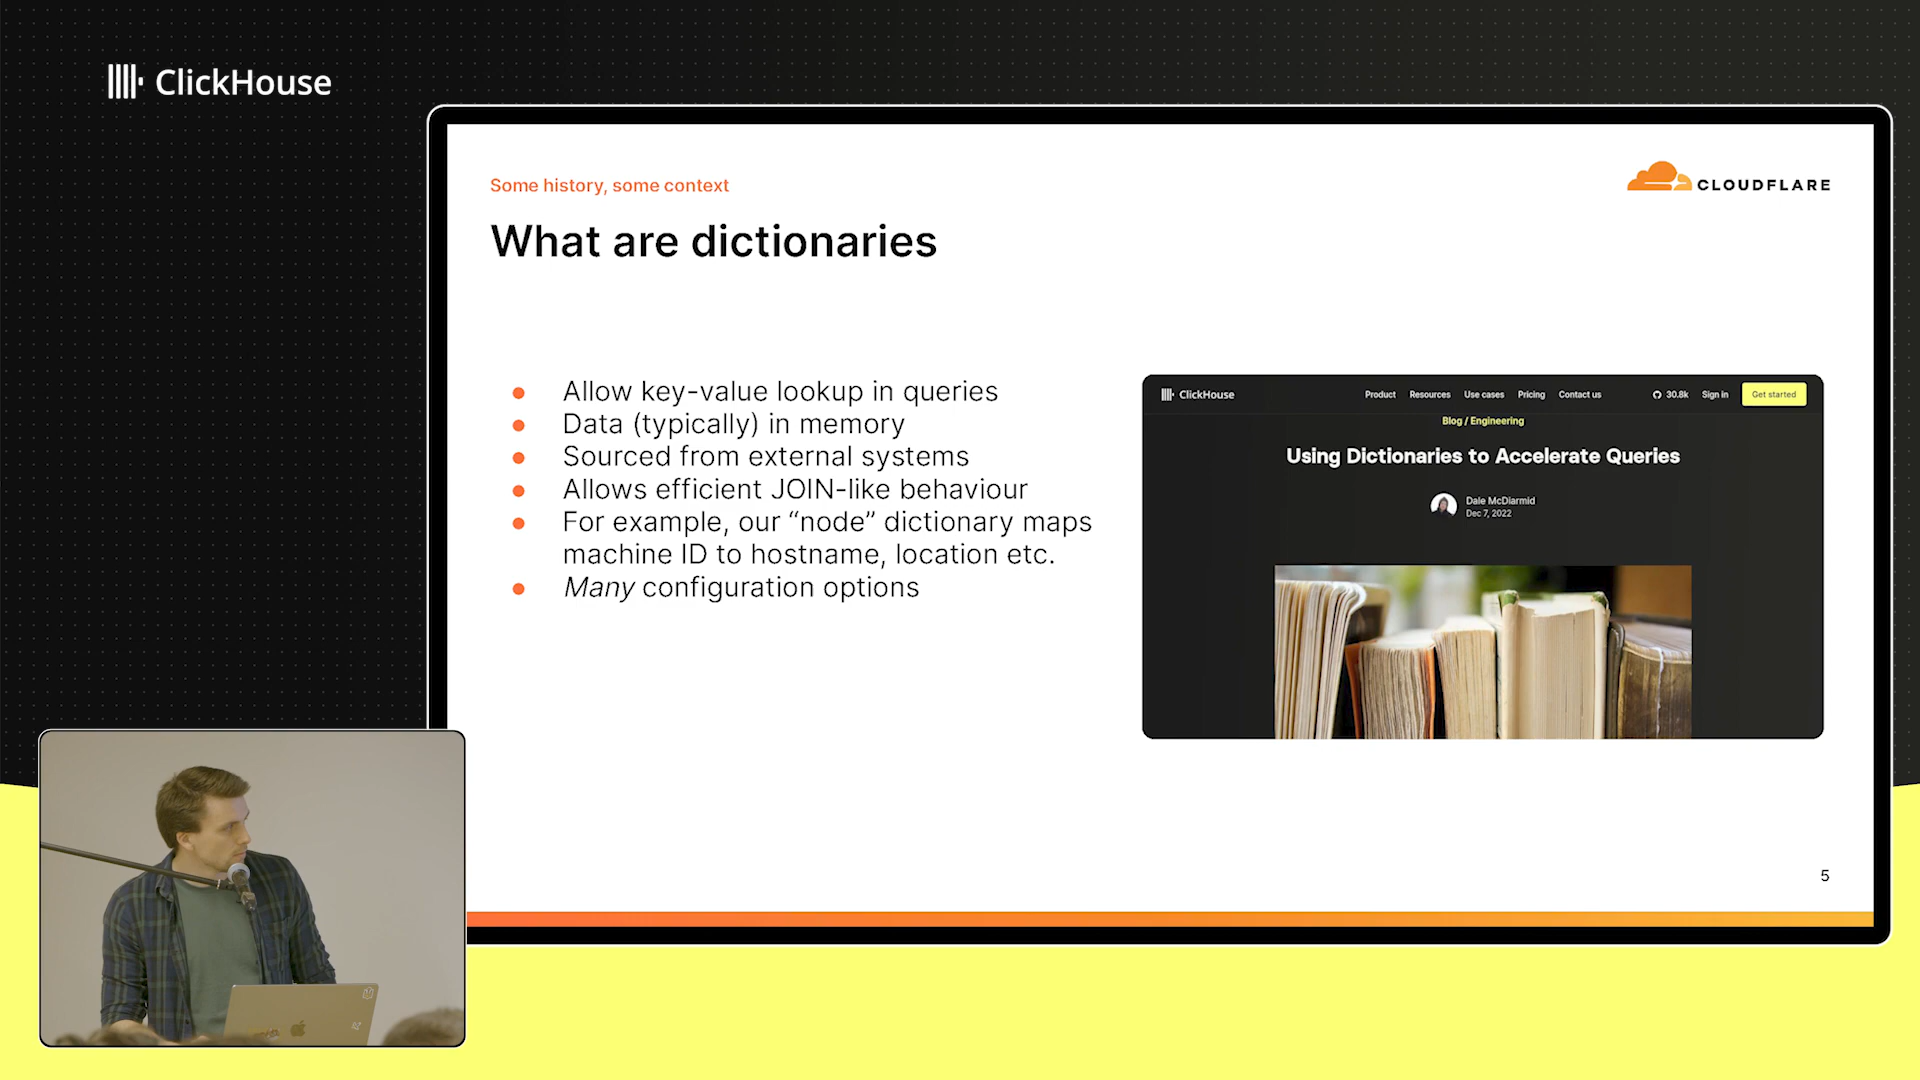 ClickHouse
Some history, some context
CLOUDFLARE
What are dictionaries
Allow key-value lookup in queries
Data (typically) in memory
Sourced from external systems
Allows efficient JOIN-like behaviour
For example, our “node” dictionary maps
machine ID to hostname, location etc.
Many configuration options
ClickHouse
Product Resources Use cases Pricing Contact us 30.8k Sign in Get started
Blog / Engineering
Using Dictionaries to Accelerate Queries
Dale McDiarmid
Dec 7, 2022
5